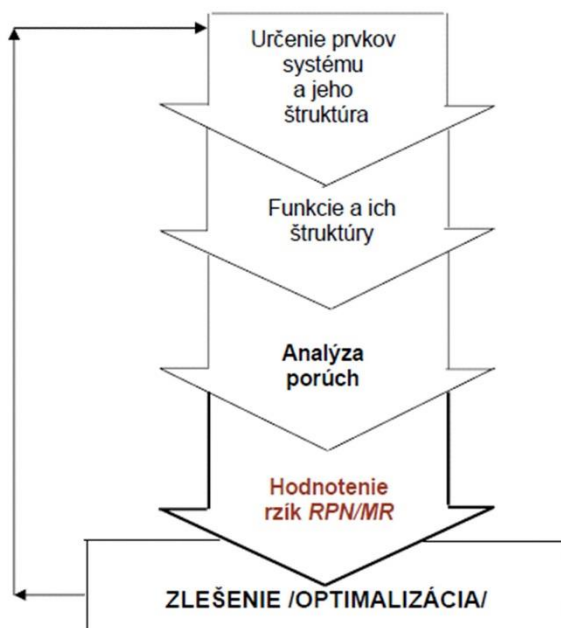 Určenie prvkov
systému
a jeho
štruktúra
Funkcie a ich
štruktúry
Analýza
porúch
Hodnotenie
rzík RPN/MR
ZLEŠENIE /OPTIMALIZÁCIA/